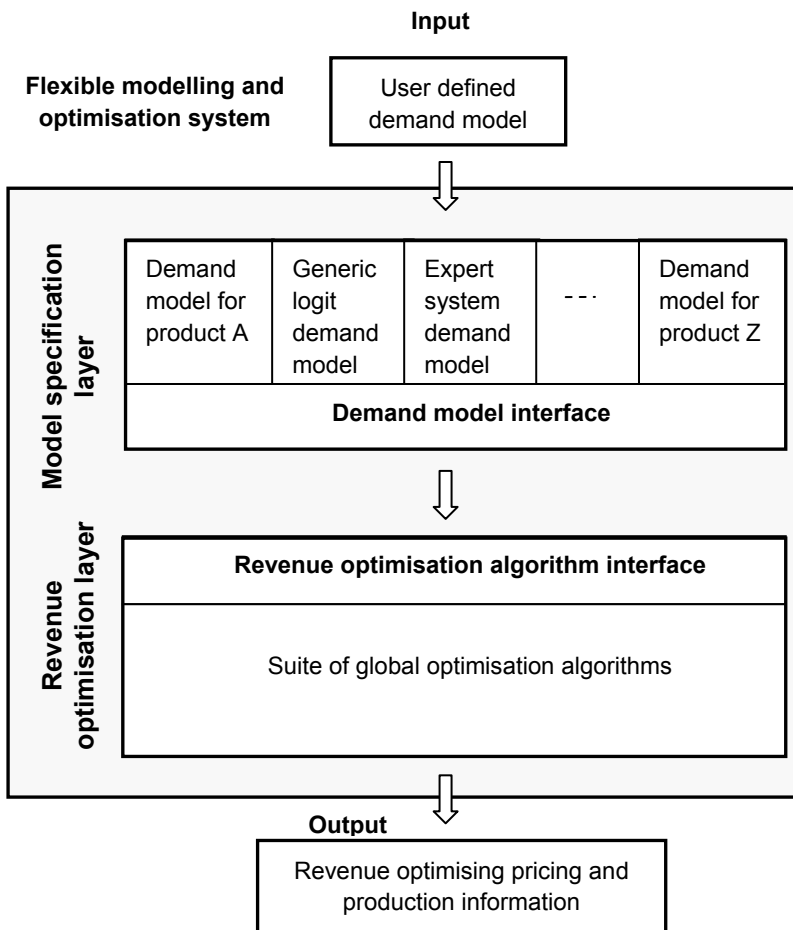 Input
Flexible modelling and
optimisation system
User defined
demand model
Model specification
layer
Demand
model for
product A
Generic
logit
demand
model
Expert
system
demand
model
---·
Demand
model for
product Z
Demand model interface
Revenue
optimisation layer
Revenue optimisation algorithm interface
Suite of global optimisation algorithms
Output
Revenue optimising pricing and
production information